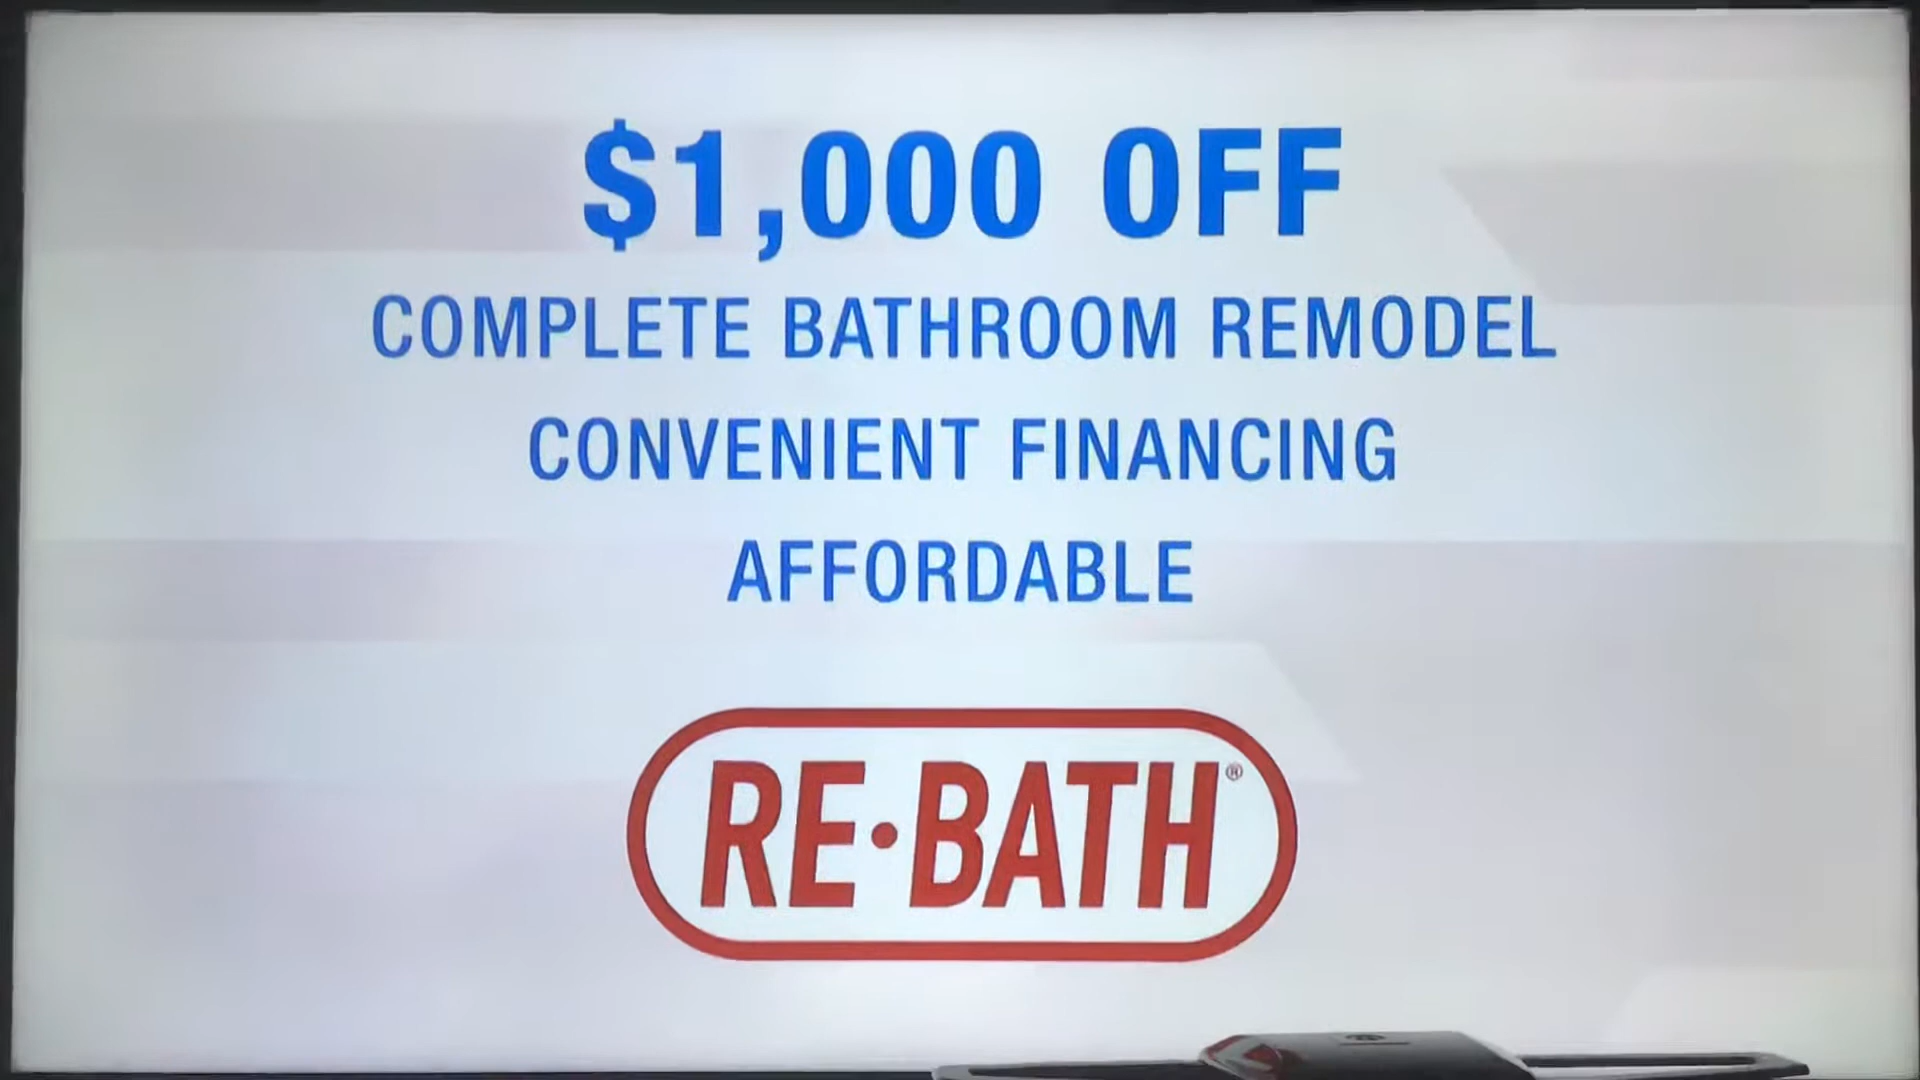 $1,000 OFF
COMPLETE BATHROOM REMODEL
CONVENIENT FINANCING
AFFORDABLE
RE·BATH®